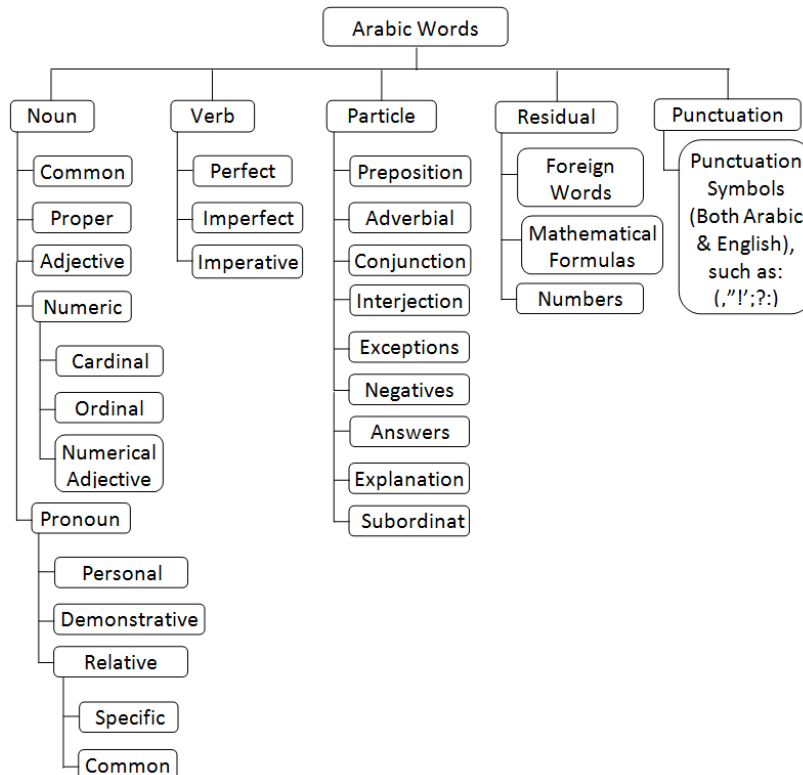 Arabic Words
Noun
Common
Proper
Adjective
Numeric
Cardinal
Ordinal
Numerical
Adjective
Pronoun
Personal
Demonstrative
Relative
Specific
Common
Verb
Perfect
Imperfect
Imperative
Particle
Preposition
Adverbial
Conjunction
Interjection
Exceptions
Negatives
Answers
Explanation
Subordinat
Residual
Foreign
Words
Mathematical
Formulas
Numbers
Punctuation
Punctuation
Symbols
(Both Arabic
& English),
such as:
(,”!’;?:)